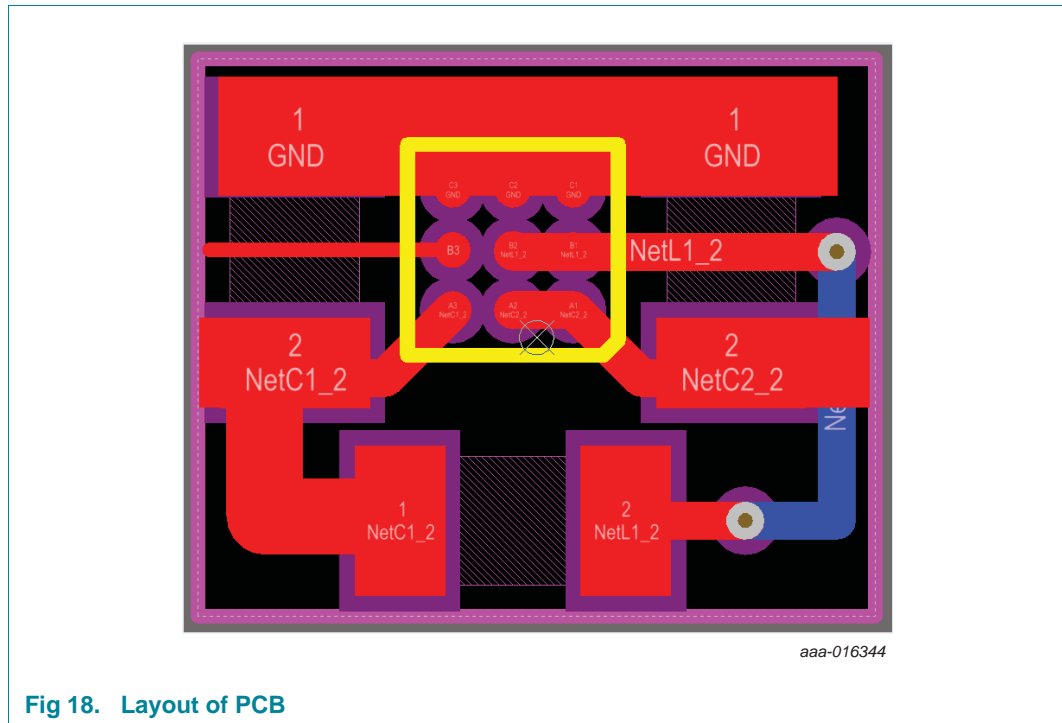 1
GND
1
GND
C3
GND
C2
GND
C1
GND
B3
B2
NetL1_2
B1
NetL1_2
NetL1_2
A3
NetC1_2
A2
NetC2_2
A1
NetC2_2
2
NetC1_2
2
NetC2_2
1
NetC1_2
2
NetL1_2
aaa-016344
Fig 18. Layout of PCB